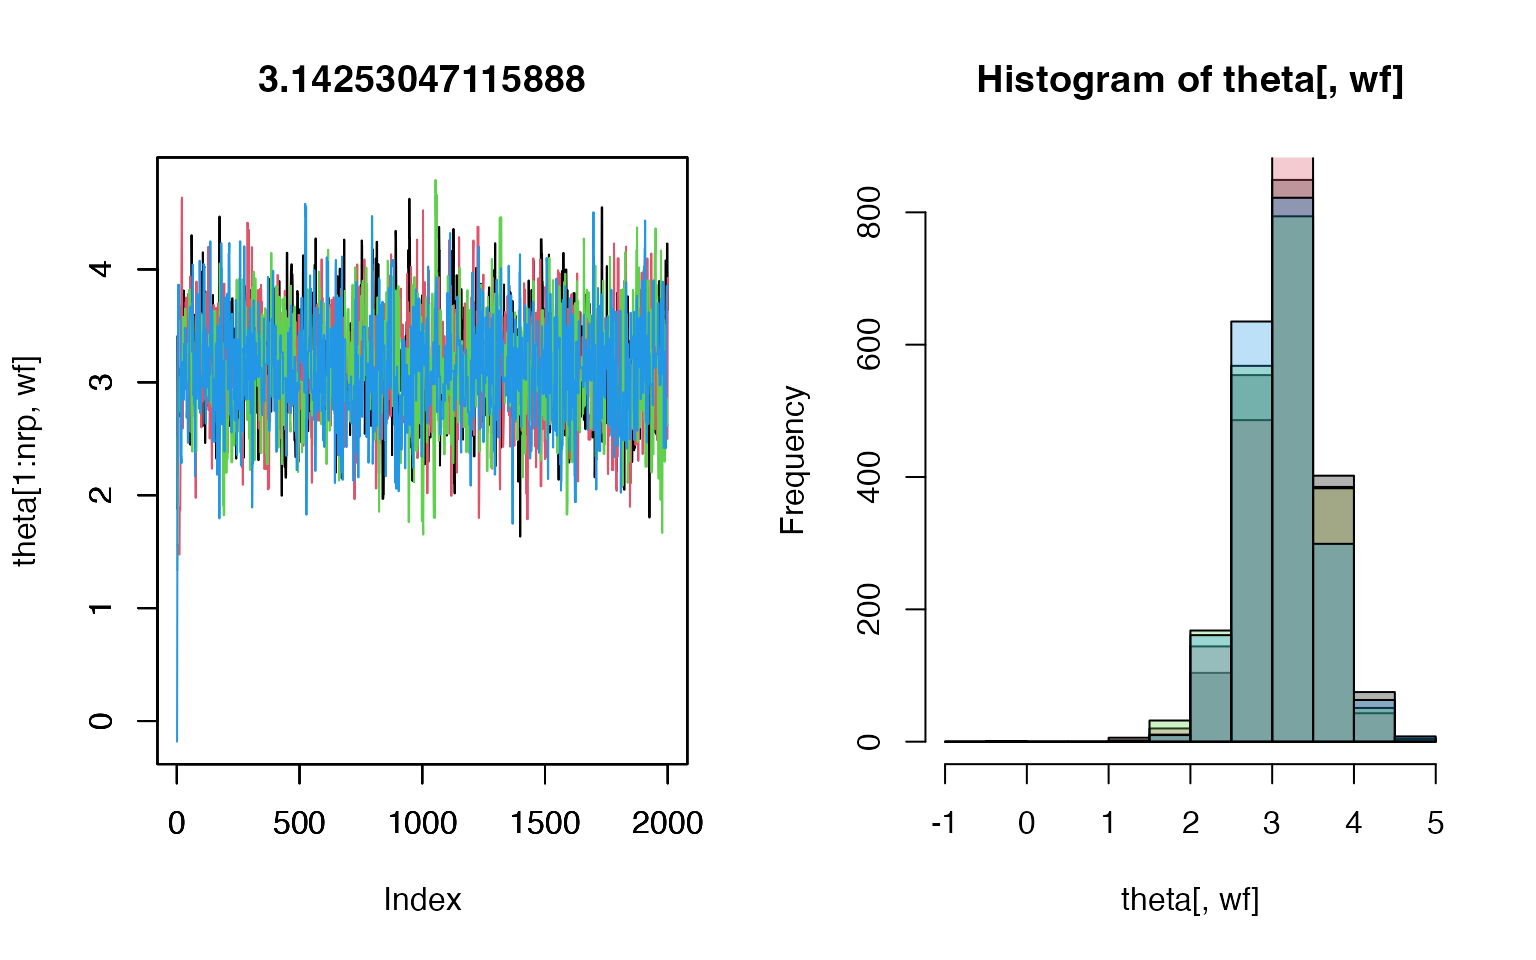 3.14253047115888
theta[1:nrp, wf]
4
3
2
1
0
0 500 1000 1500 2000
Index
Histogram of theta[, wf]
Frequency
800
600
400
200
0
-1 0 1 2 3 4 5
theta[, wf]